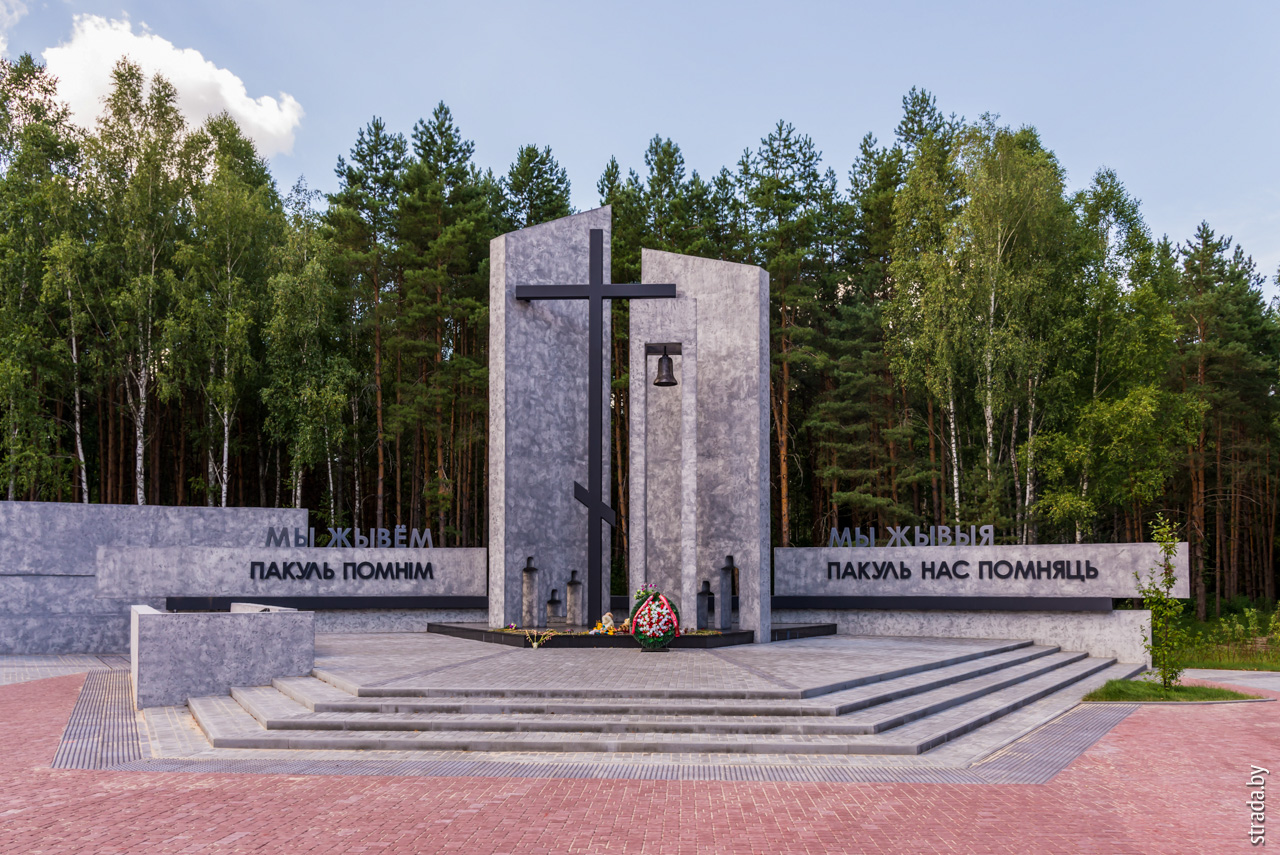 МЫ ЖЫВЁМ
ПАКУЛЬ ПОМНІМ
МЫ ЖЫВЫЯ
ПАКУЛЬ НАС ПОМНЯЦЬ
strada.by